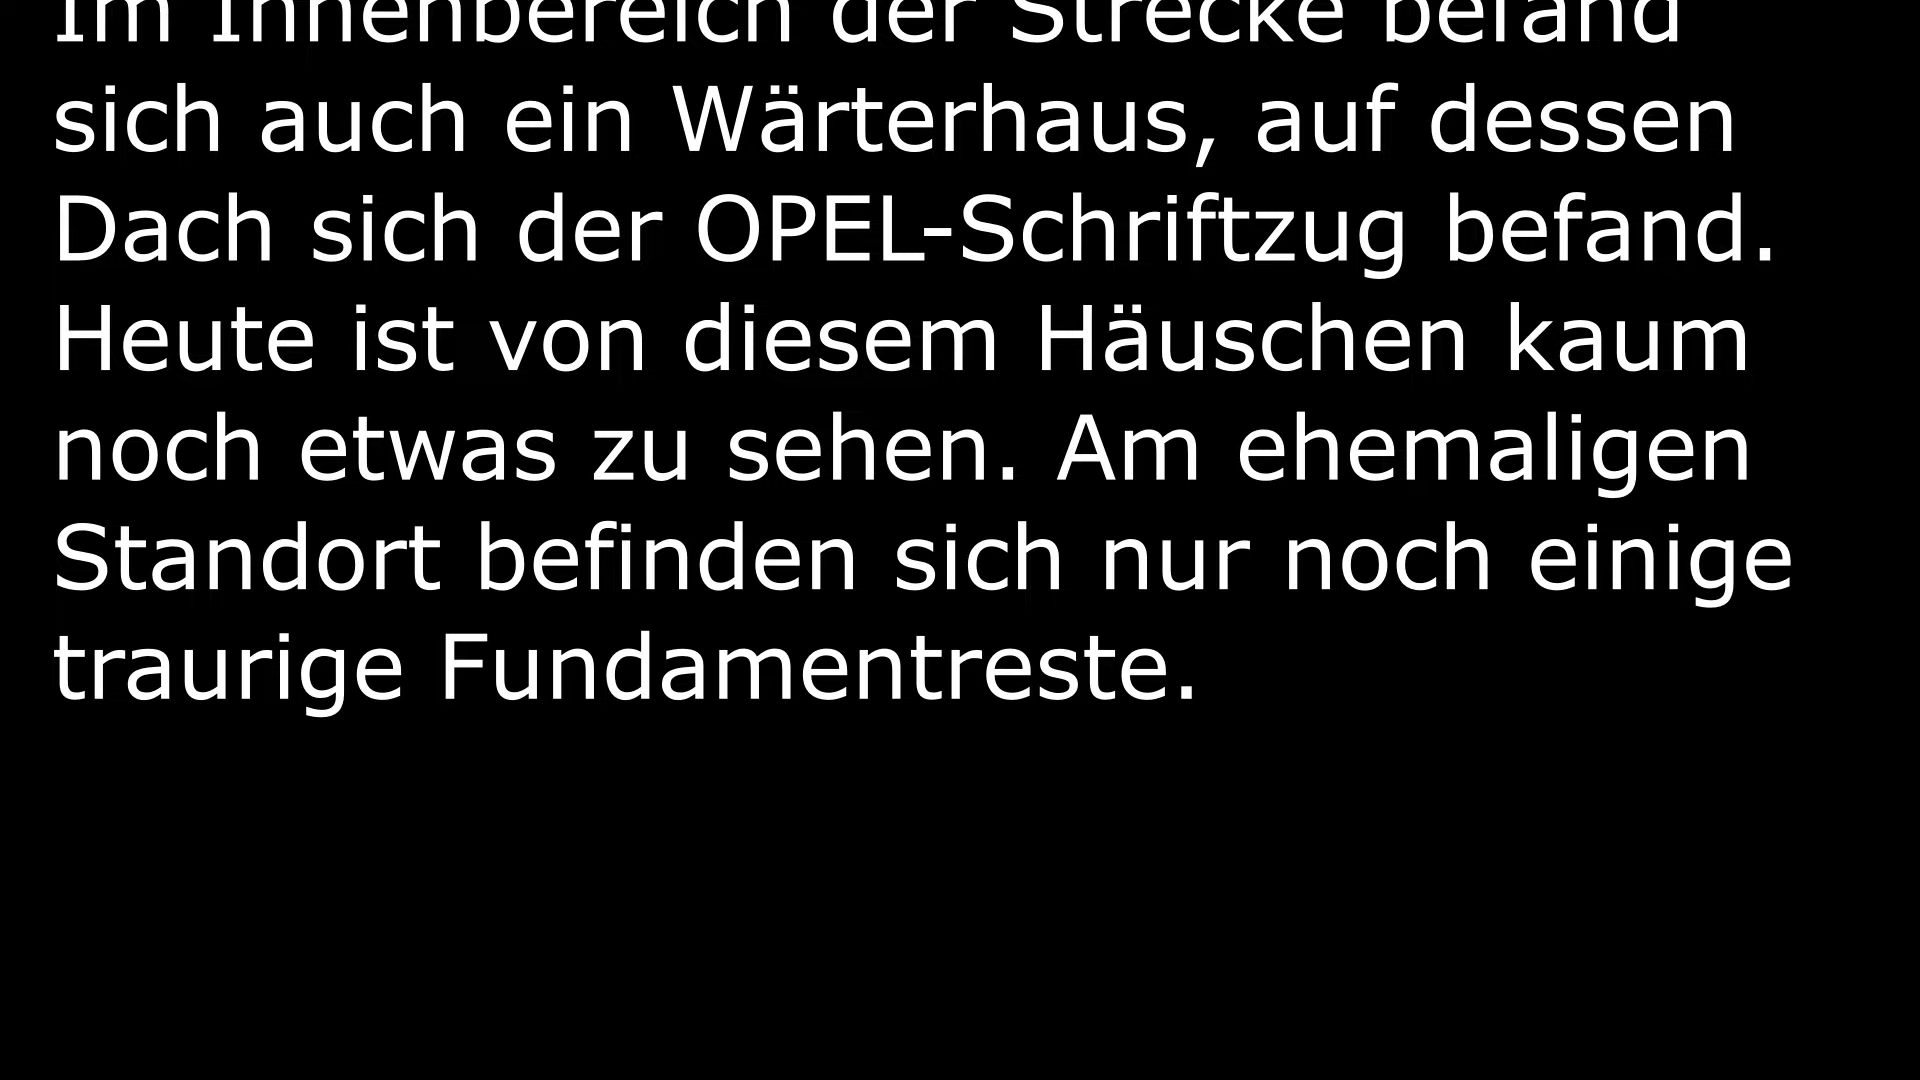 Im Innenbereich der Strecke befand
sich auch ein Wärterhaus, auf dessen
Dach sich der OPEL-Schriftzug befand.
Heute ist von diesem Häuschen kaum
noch etwas zu sehen. Am ehemaligen
Standort befinden sich nur noch einige
traurige Fundamentreste.